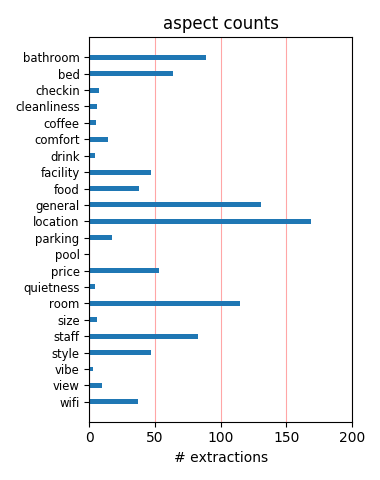 aspect counts
bathroom
bed
checkin
cleanliness
coffee
comfort
drink
facility
food
general
location
parking
pool
price
quietness
room
size
staff
style
vibe
view
wifi
0 50 100 150 200
# extractions